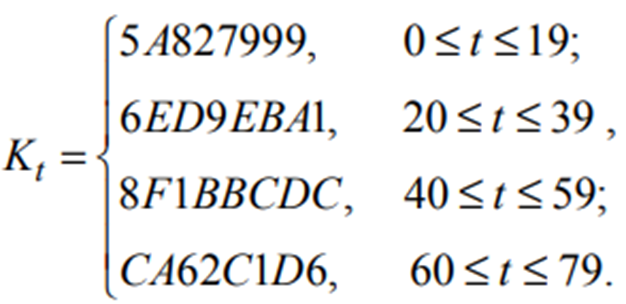 5A827999, 0 ≤ t ≤ 19;
6ED9EBA1, 20 ≤ t ≤ 39 ,
K_t =
8F1BBCDC, 40 ≤ t ≤ 59;
CA62C1D6, 60 ≤ t ≤ 79.